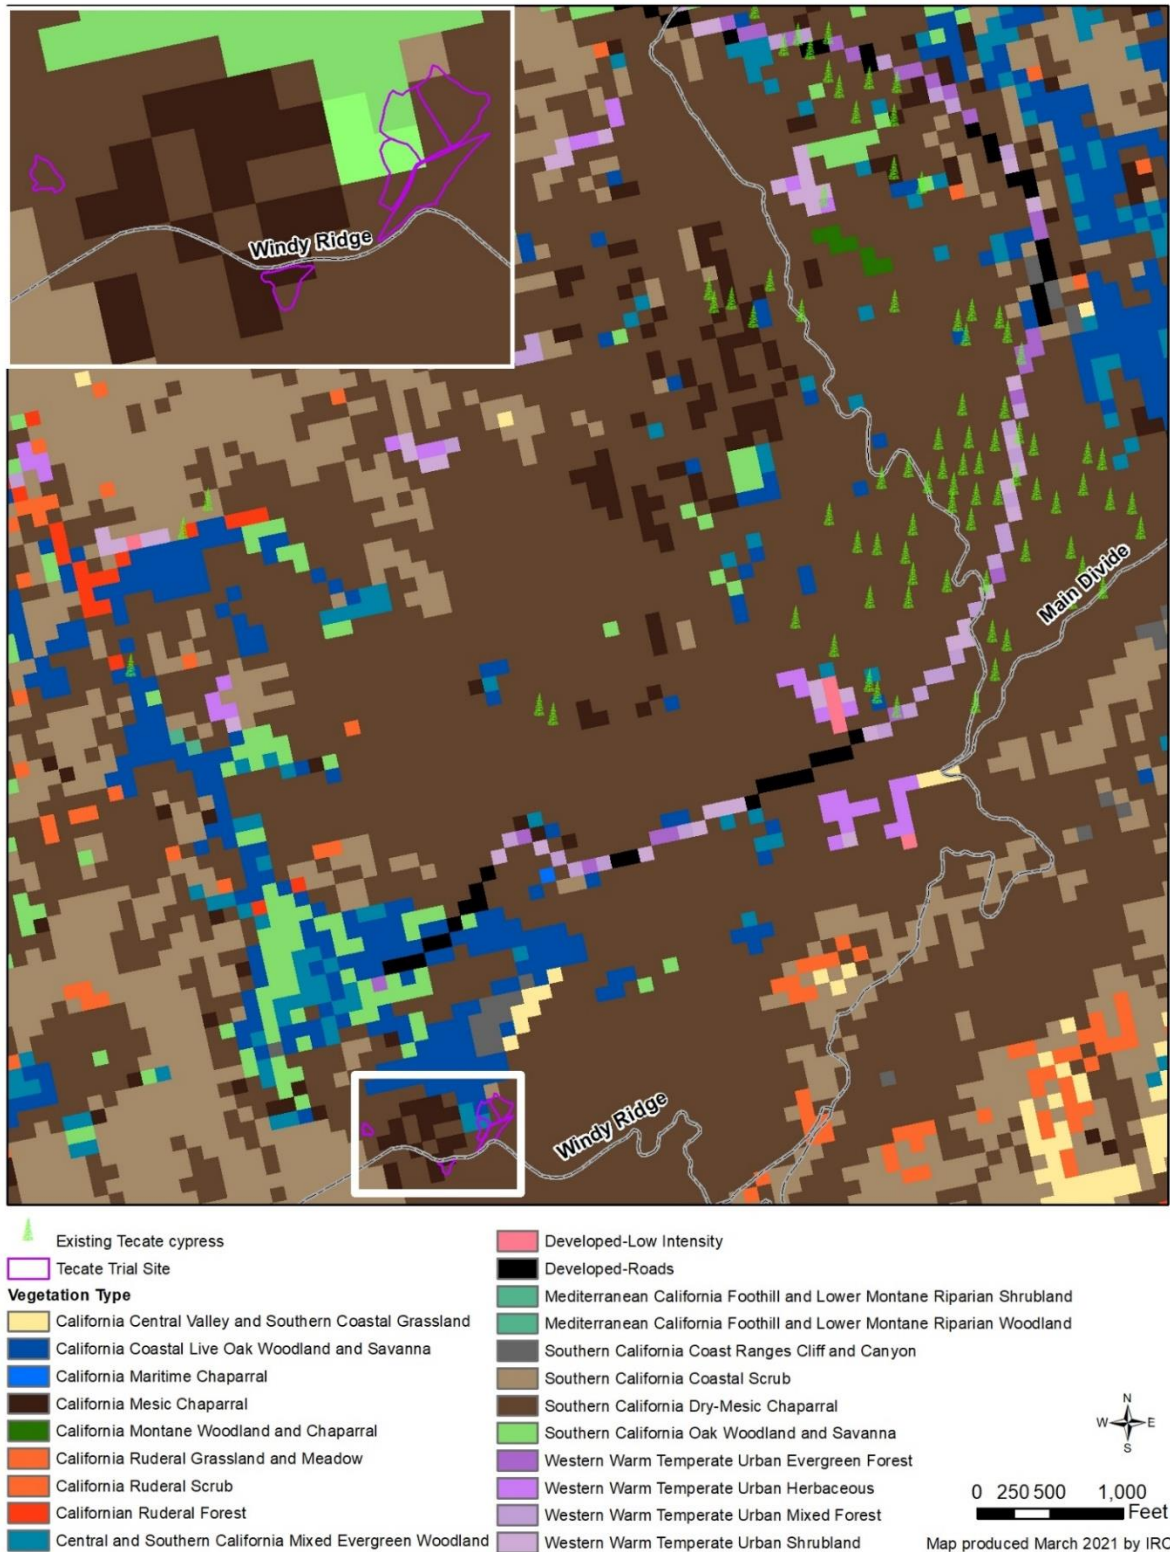 Windy Ridge
Main Divide
Windy Ridge
Existing Tecate cypress
Tecate Trial Site
Vegetation Type
California Central Valley and Southern Coastal Grassland
California Coastal Live Oak Woodland and Savanna
California Maritime Chaparral
California Mesic Chaparral
California Montane Woodland and Chaparral
California Ruderal Grassland and Meadow
California Ruderal Scrub
Californian Ruderal Forest
Central and Southern California Mixed Evergreen Woodland
Developed-Low Intensity
Developed-Roads
Mediterranean California Foothill and Lower Montane Riparian Shrubland
Mediterranean California Foothill and Lower Montane Riparian Woodland
Southern California Coast Ranges Cliff and Canyon
Southern California Coastal Scrub
Southern California Dry-Mesic Chaparral
Southern California Oak Woodland and Savanna
Western Warm Temperate Urban Evergreen Forest
Western Warm Temperate Urban Herbaceous
Western Warm Temperate Urban Mixed Forest
Western Warm Temperate Urban Shrubland
N
W E
S
0 250 500 1,000
Feet
Map produced March 2021 by IRC